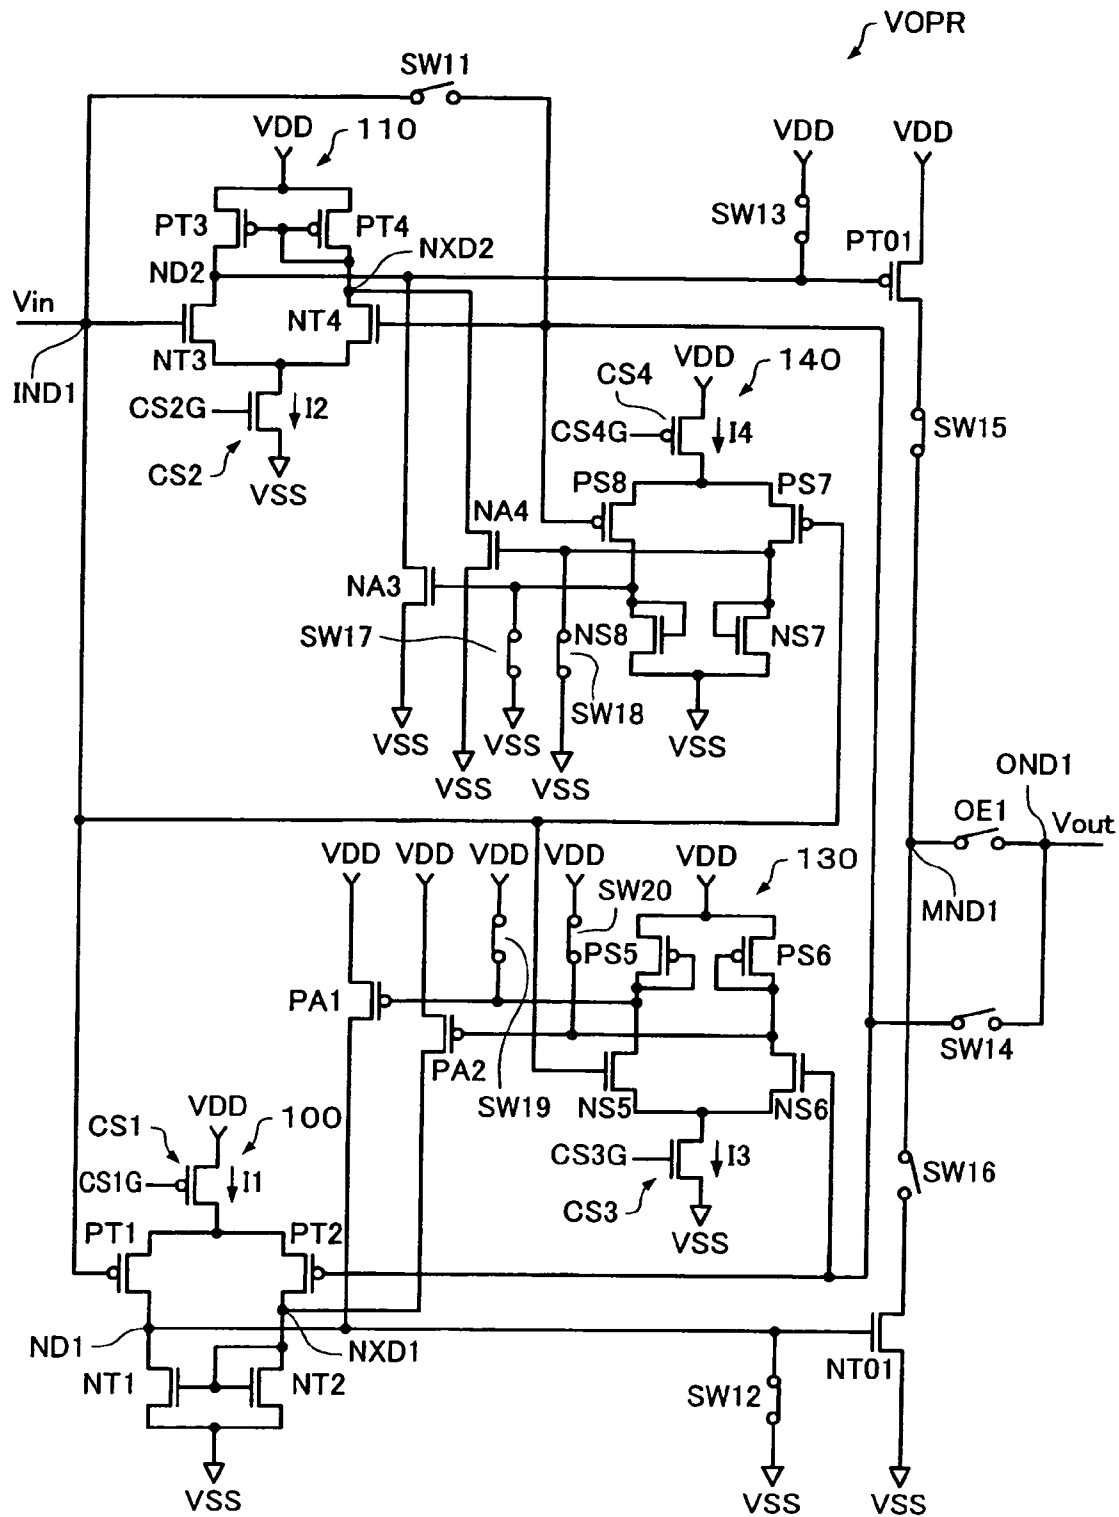 VOPR
SW11
VDD
110
VDD
VDD
PT3
PT4
SW13
PT01
ND2
NXD2
Vin
NT4
NT3
IND1
VDD
140
CS4
CS2G
I2
CS4G
I4
SW15
CS2
VSS
PS8
PS7
NA4
NA3
SW17
NS8
NS7
SW18
VSS
VSS
VSS
VSS
VSS
OND1
OE1
Vout
VDD
VDD
VDD
VDD
VDD
130
SW20
MND1
PS5
PS6
PA1
SW14
PA2
SW19
NS5
NS6
VDD
100
CS1
CS3G
I3
SW16
CS1G
I1
CS3
PT1
PT2
VSS
ND1
NXD1
NT01
NT1
NT2
SW12
VSS
VSS
VSS